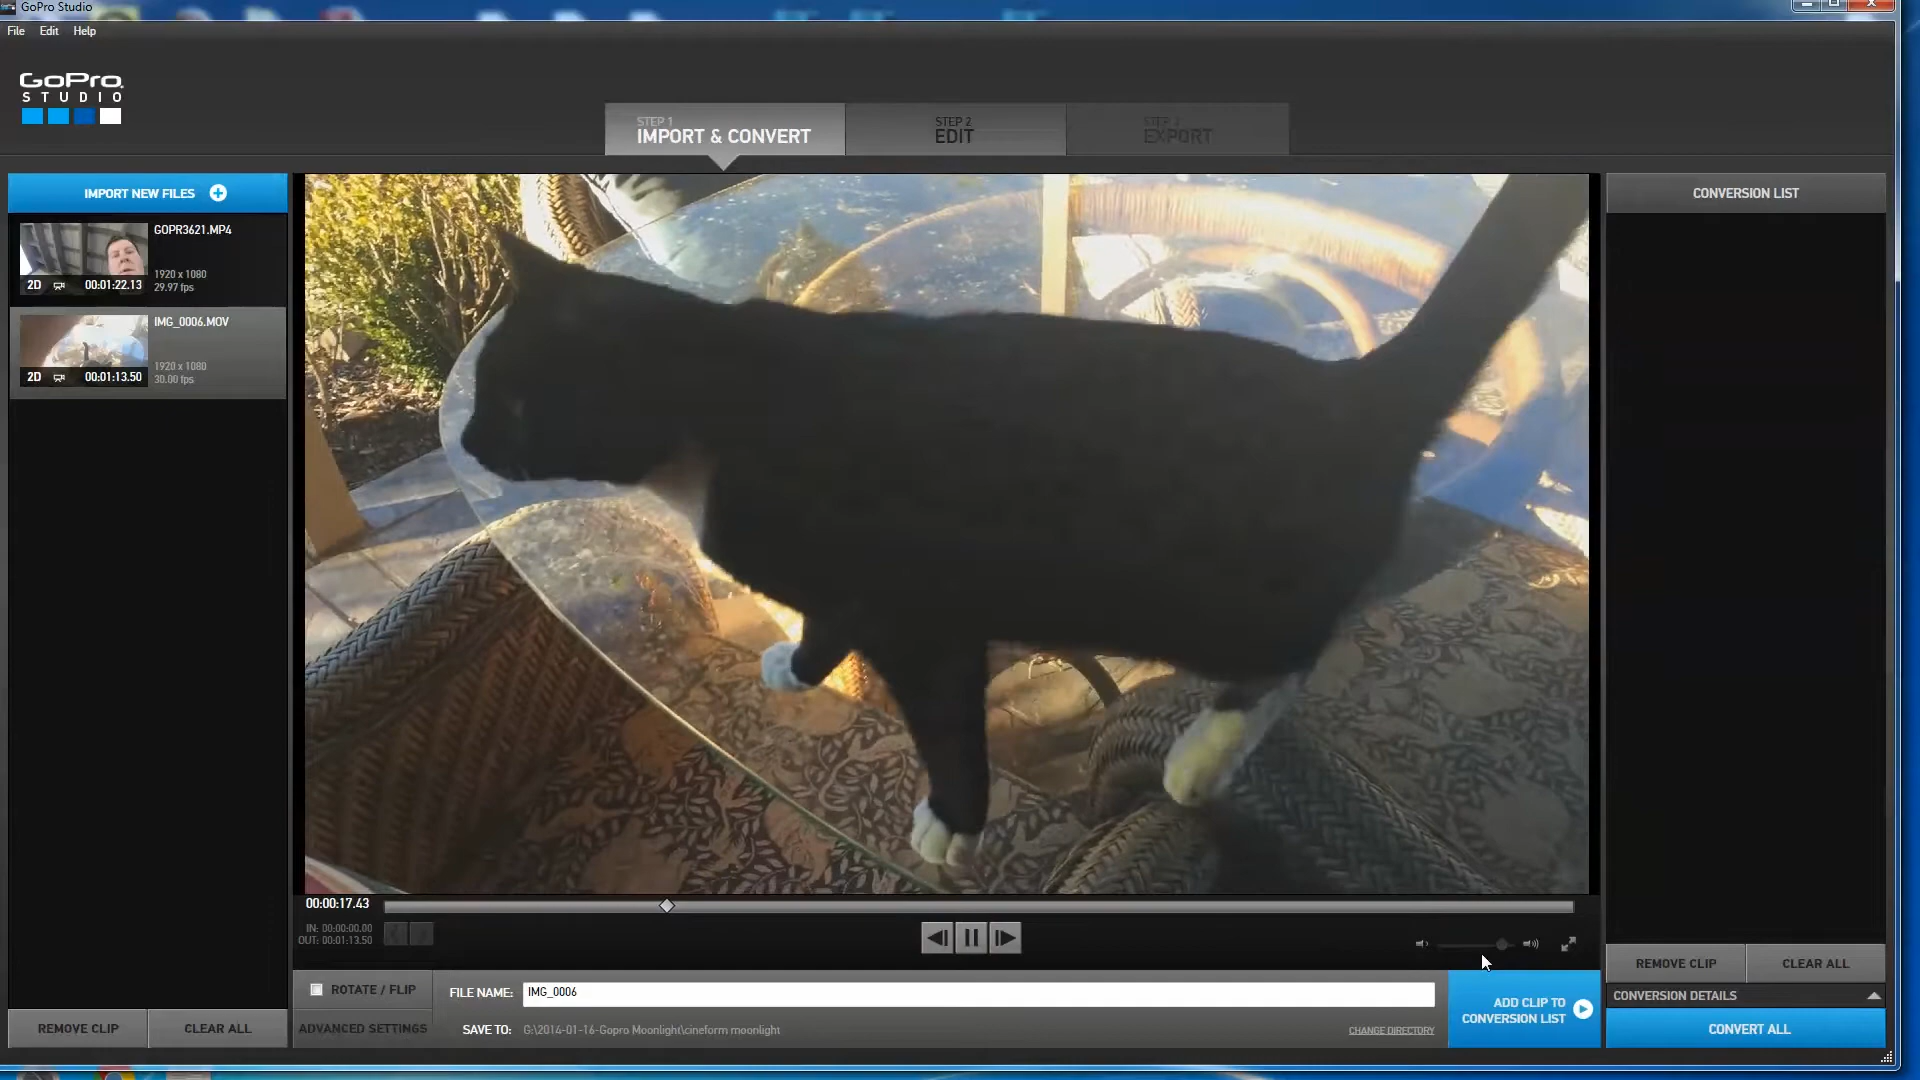 GoPro Studio
File Edit Help
GoPro
STUDIO
STEP 1
IMPORT & CONVERT
STEP 2
EDIT
STEP 3
EXPORT
IMPORT NEW FILES
GOPR3621.MP4
1920 x 1080
29.97 fps
2D 00:01:22.13
IMG_0006.MOV
1920 x 1080
30.00 fps
2D 00:01:13.50
REMOVE CLIP CLEAR ALL
00:00:17.43
IN: 00:00:00.00
OUT: 00:01:13.50
ROTATE / FLIP
ADVANCED SETTINGS
FILE NAME: IMG_0006
SAVE TO: G:\2014-01-16-Gopro Moonlight\cineform moonlight
CHANGE DIRECTORY
ADD CLIP TO
CONVERSION LIST
CONVERSION LIST
REMOVE CLIP CLEAR ALL
CONVERSION DETAILS
CONVERT ALL